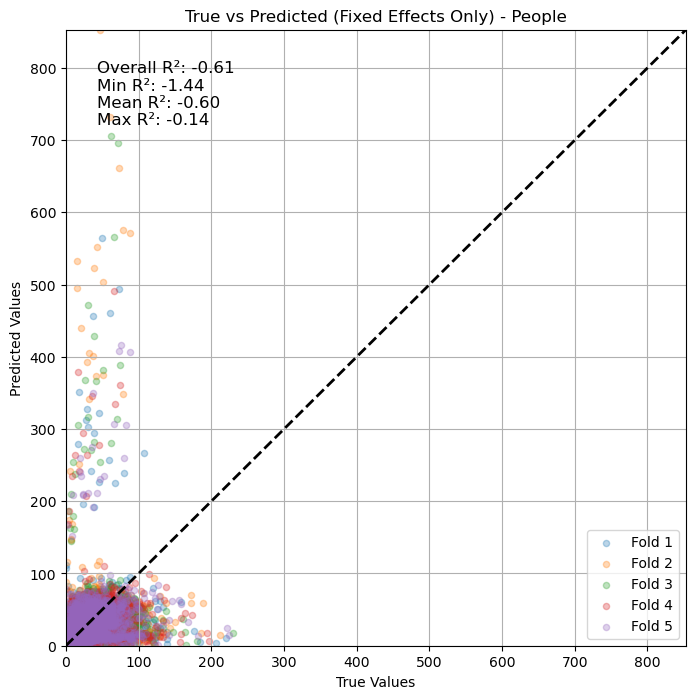 True vs Predicted (Fixed Effects Only) - People
Overall R²: -0.61
Min R²: -1.44
Mean R²: -0.60
Max R²: -0.14
Predicted Values
800
700
600
500
400
300
200
100
0
0 100 200 300 400 500 600 700 800
True Values
Fold 1
Fold 2
Fold 3
Fold 4
Fold 5